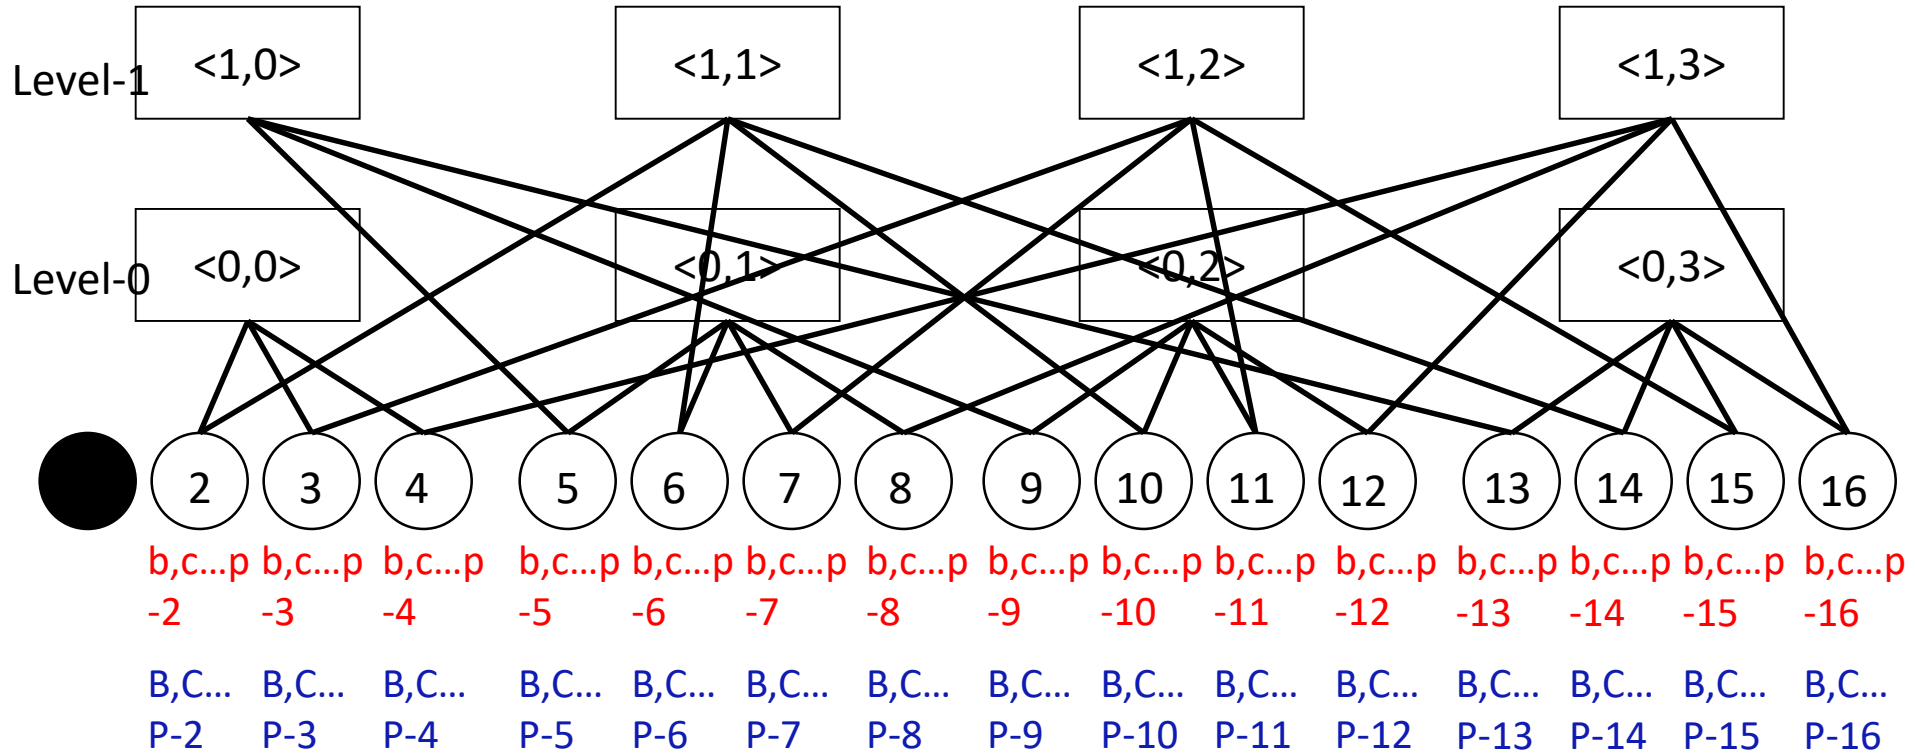 Level-1 <1,0> <1,1> <1,2> <1,3>
Level-0 <0,0> <0,1> <0,2> <0,3>
2 3 4 5 6 7 8 9 10 11 12 13 14 15 16
b,c...p b,c...p b,c...p b,c...p b,c...p b,c...p b,c...p b,c...p b,c...p b,c...p b,c...p b,c...p b,c...p b,c...p b,c...p
-2 -3 -4 -5 -6 -7 -8 -9 -10 -11 -12 -13 -14 -15 -16
B,C... B,C... B,C... B,C... B,C... B,C... B,C... B,C... B,C... B,C... B,C... B,C... B,C... B,C... B,C...
P-2 P-3 P-4 P-5 P-6 P-7 P-8 P-9 P-10 P-11 P-12 P-13 P-14 P-15 P-16